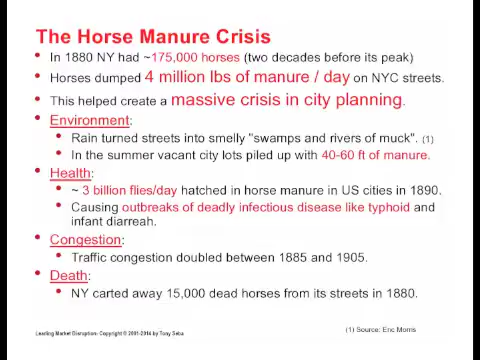 The Horse Manure Crisis
• In 1880 NY had ~175,000 horses (two decades before its peak)
• Horses dumped 4 million lbs of manure / day on NYC streets.
• This helped create a massive crisis in city planning.
• Environment:
• Rain turned streets into smelly "swamps and rivers of muck". (1)
• In the summer vacant city lots piled up with 40-60 ft of manure.
• Health:
• ~ 3 billion flies/day hatched in horse manure in US cities in 1890.
• Causing outbreaks of deadly infectious disease like typhoid and
infant diarreah.
• Congestion:
• Traffic congestion doubled between 1885 and 1905.
• Death:
• NY carted away 15,000 dead horses from its streets in 1880.
(1) Source: Eric Morris
Leading Market Disruption: Copyright © 2001-2014 by Tony Seba